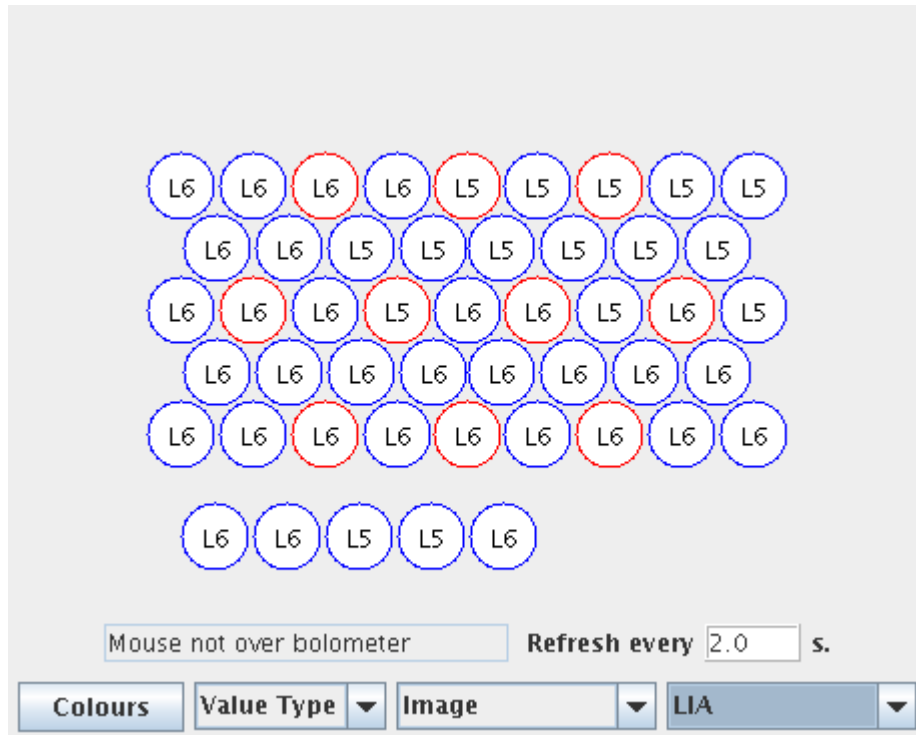 L6 L6 L6 L6 L5 L5 L5 L5 L5
L6 L6 L5 L5 L5 L5 L5 L5
L6 L6 L6 L5 L6 L6 L5 L6 L5
L6 L6 L6 L6 L6 L6 L6 L6
L6 L6 L6 L6 L6 L6 L6 L6 L6
L6 L6 L5 L5 L6
Mouse not over bolometer Refresh every 2.0 s.
Colours Value Type Image LIA